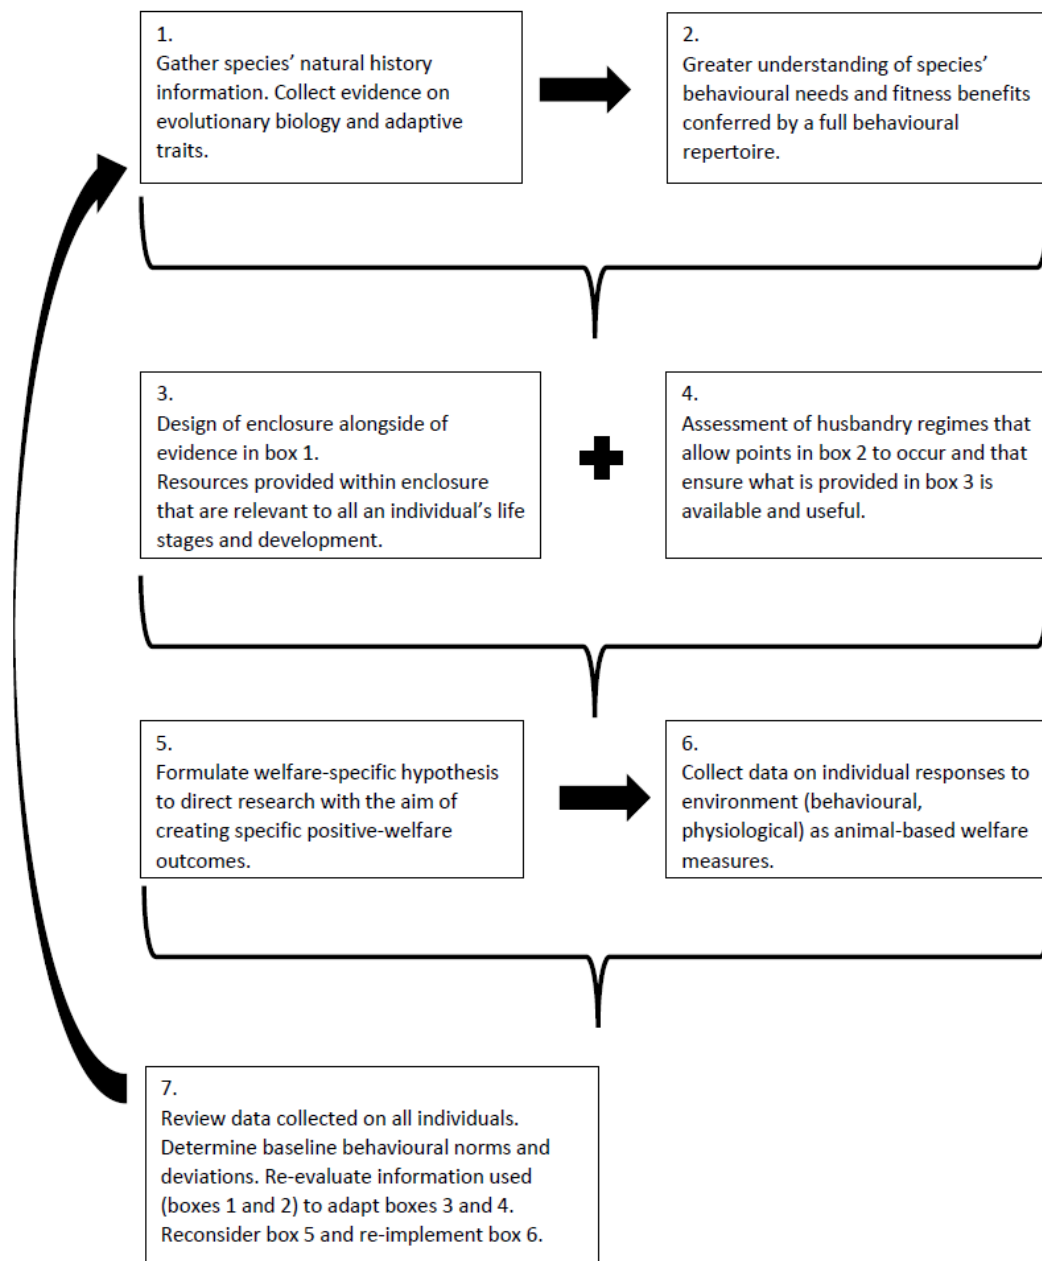 1.
Gather species’ natural history
information. Collect evidence on
evolutionary biology and adaptive
traits.
2.
Greater understanding of species’
behavioural needs and fitness benefits
conferred by a full behavioural
repertoire.
3.
Design of enclosure alongside of
evidence in box 1.
Resources provided within enclosure
that are relevant to all an individual’s life
stages and development.
4.
Assessment of husbandry regimes that
allow points in box 2 to occur and that
ensure what is provided in box 3 is
available and useful.
5.
Formulate welfare-specific hypothesis
to direct research with the aim of
creating specific positive-welfare
outcomes.
6.
Collect data on individual responses to
environment (behavioural,
physiological) as animal-based welfare
measures.
7.
Review data collected on all individuals.
Determine baseline behavioural norms and
deviations. Re-evaluate information used
(boxes 1 and 2) to adapt boxes 3 and 4.
Reconsider box 5 and re-implement box 6.